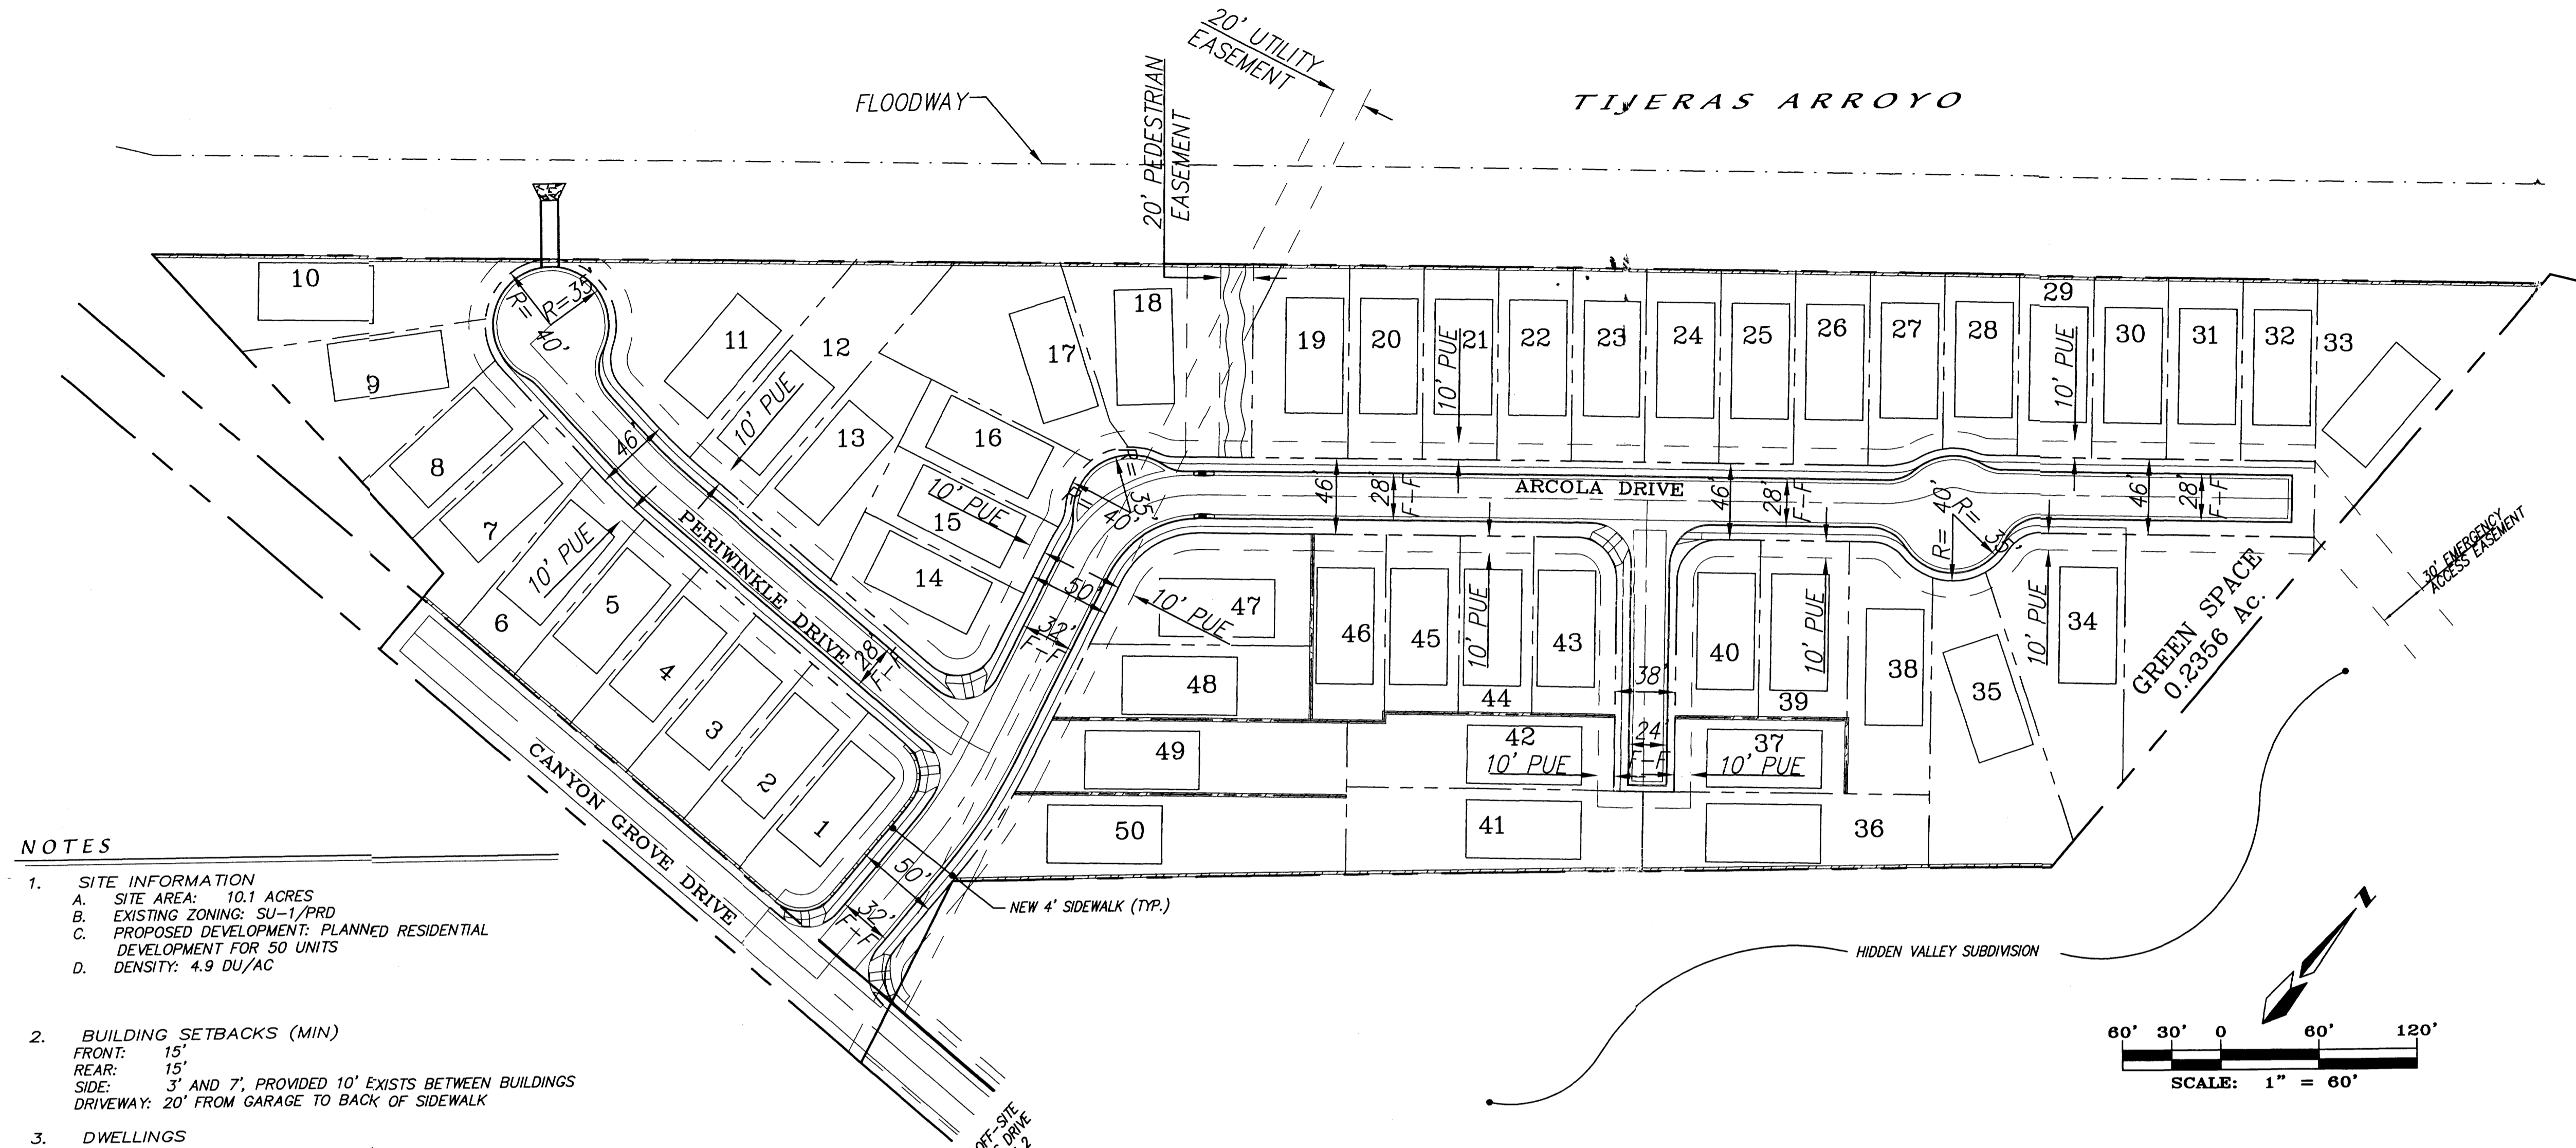 20' UTILITY
EASEMENT
20' PEDESTRIAN
EASEMENT
FLOODWAY
TIJERAS ARROYO
10
R=
40'
R=35'
9
8
7
6
5
4
3
2
1
11
12
13
14
15
16
17
18
19
20
21
22
23
24
25
26
27
28
29
30
31
32
33
10' PUE
10' PUE
10' PUE
10' PUE
10' PUE
46'
PERIWINKLE DRIVE
28'
F-F
R=
35'
R=
40'
50'
32'
F-F
46'
28'
F-F
ARCOLA DRIVE
46'
28'
F-F
R= 40'
R=
35'
46'
28'
F-F
30' EMERGENCY
ACCESS EASEMENT
GREEN SPACE
0.2356 Ac.
10' PUE
47
46
45
10' PUE
44
43
38'
40
10' PUE
39
38
35
10' PUE
34
48
49
42
10' PUE
24'
F-F
37
10' PUE
50
41
36
CANYON GROVE DRIVE
50'
32'
F-F
NEW 4' SIDEWALK (TYP.)
HIDDEN VALLEY SUBDIVISION
N
60' 30' 0 60' 120'
SCALE: 1" = 60'
OFF-SITE
DRIVE
2
NOTES
1. SITE INFORMATION
A. SITE AREA: 10.1 ACRES
B. EXISTING ZONING: SU-1/PRD
C. PROPOSED DEVELOPMENT: PLANNED RESIDENTIAL
DEVELOPMENT FOR 50 UNITS
D. DENSITY: 4.9 DU/AC
2. BUILDING SETBACKS (MIN)
FRONT: 15'
REAR: 15'
SIDE: 3' AND 7', PROVIDED 10' EXISTS BETWEEN BUILDINGS
DRIVEWAY: 20' FROM GARAGE TO BACK OF SIDEWALK
3. DWELLINGS